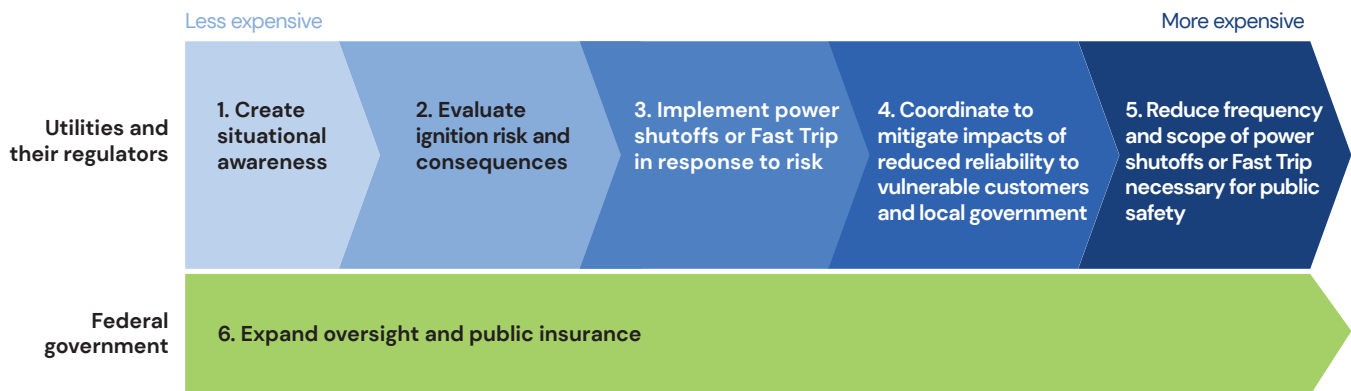 Less expensive
More expensive
Utilities and
their regulators
1. Create
situational
awareness
2. Evaluate
ignition risk and
consequences
3. Implement power
shutoffs or Fast Trip
in response to risk
4. Coordinate to
mitigate impacts of
reduced reliability to
vulnerable customers
and local government
5. Reduce frequency
and scope of power
shutoffs or Fast Trip
necessary for public
safety
Federal
government
6. Expand oversight and public insurance